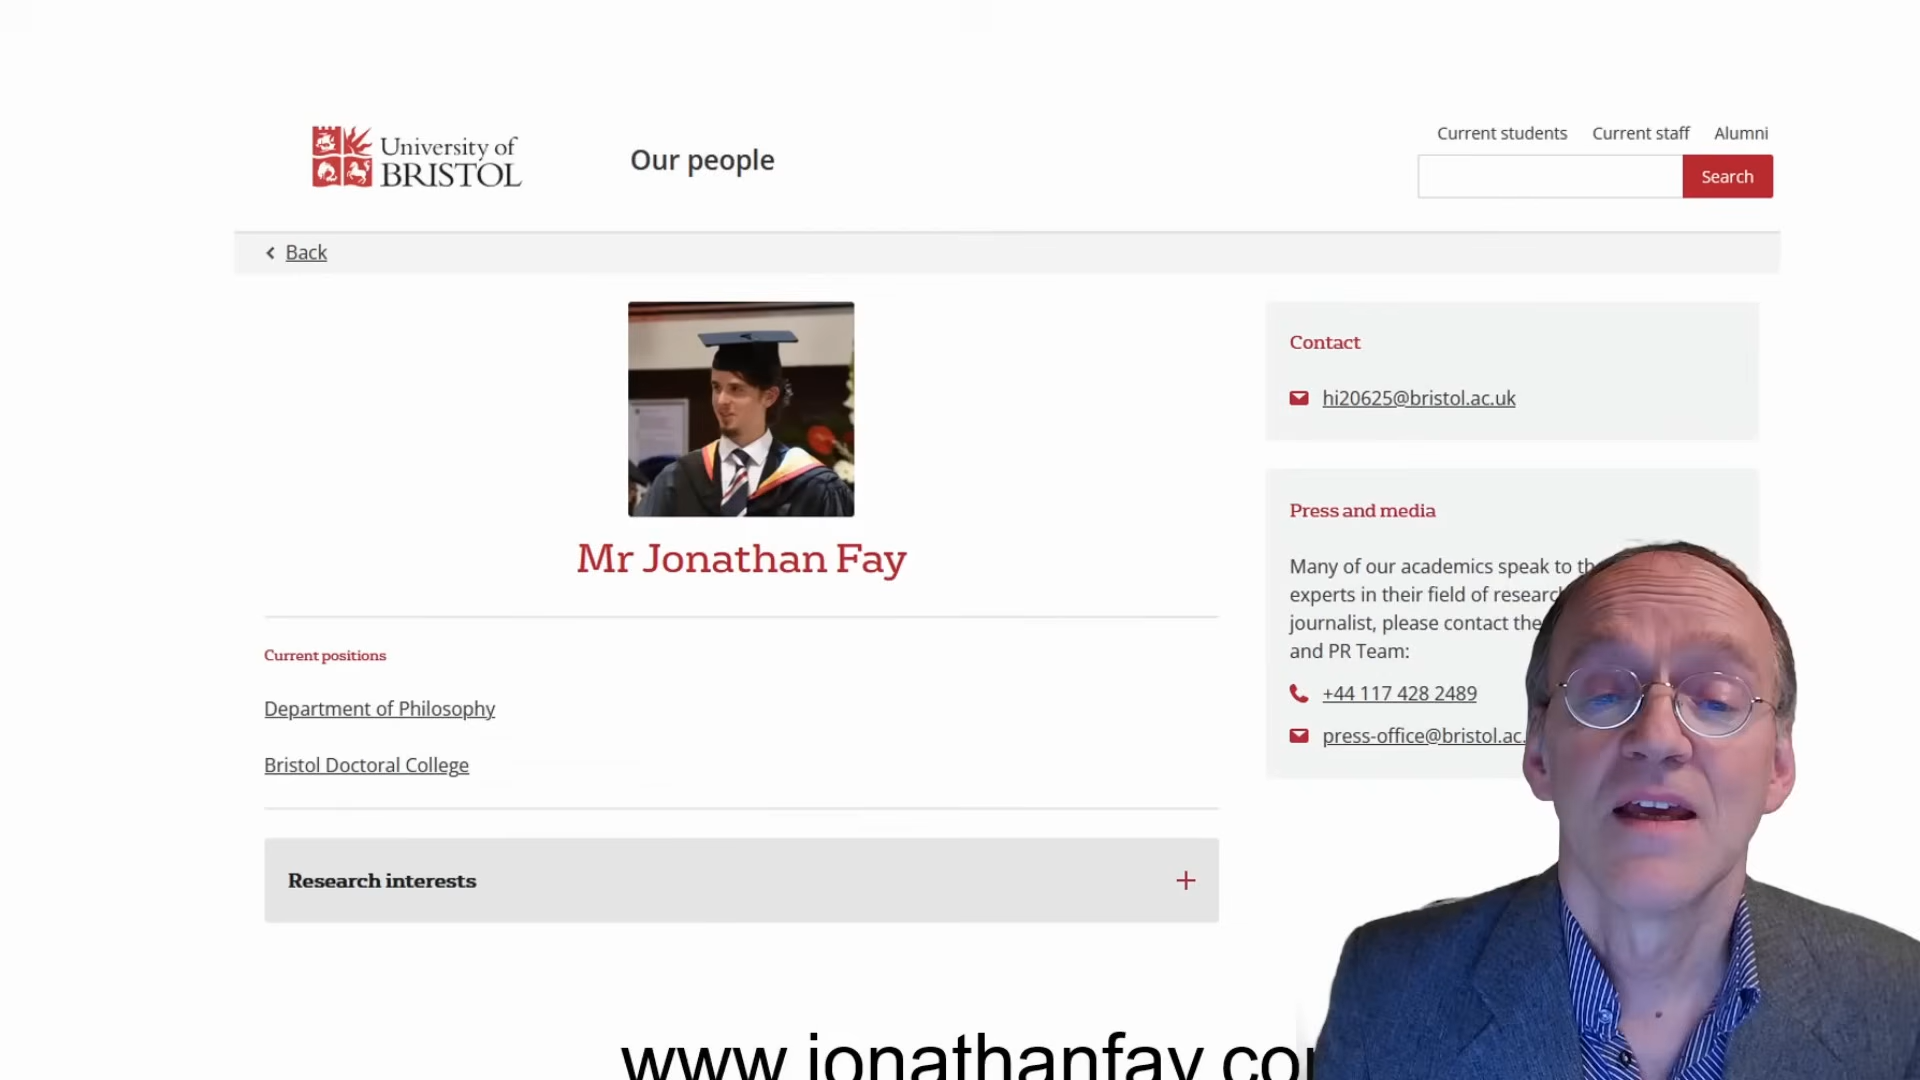 University of
BRISTOL
Our people
Current students Current staff Alumni
Search
Back
Mr Jonathan Fay
Current positions
Department of Philosophy
Bristol Doctoral College
Research interests
Contact
hi20625@bristol.ac.uk
Press and media
Many of our academics speak to
experts in their field of
journalist, please contact the
and PR Team:
+44 117 428 2489
press-office@bristol.ac.
www.jonathanfay.co